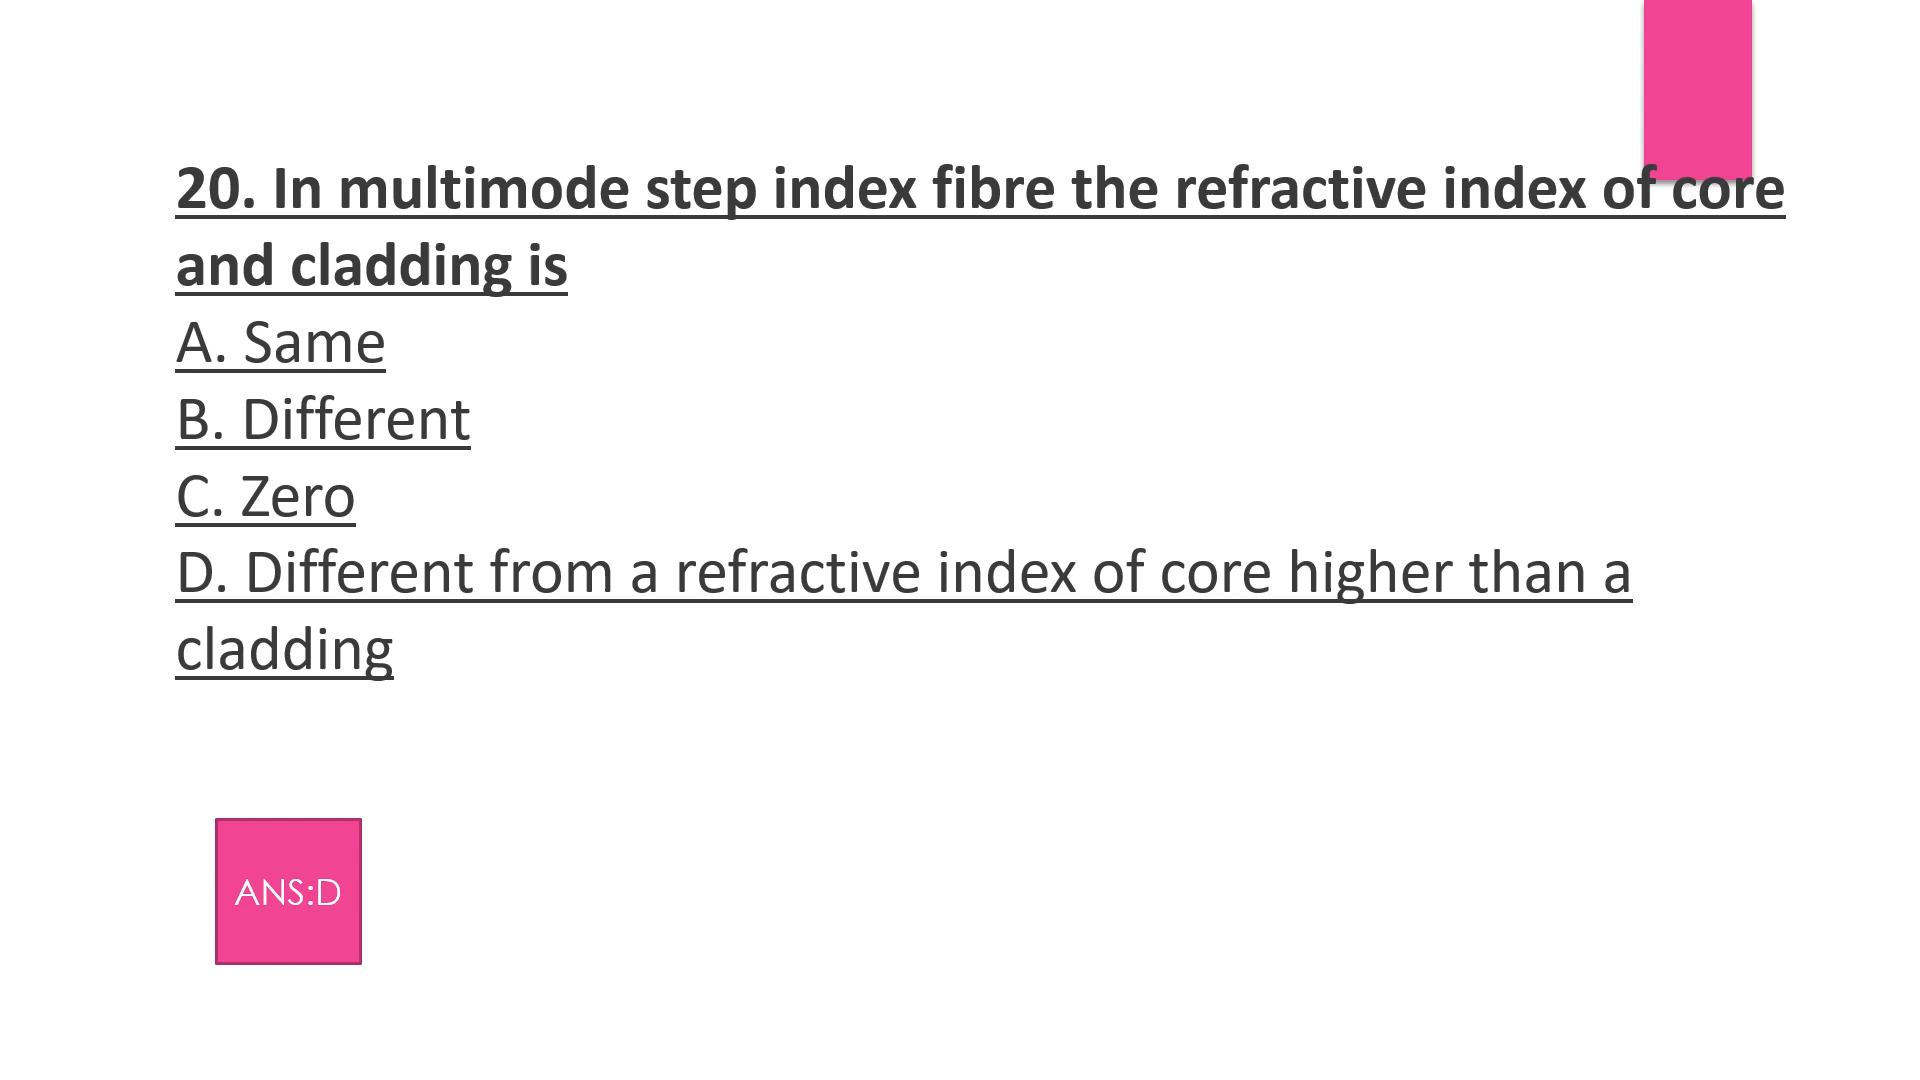 20. In multimode step index fibre the refractive index of core
and cladding is
A. Same
B. Different
C. Zero
D. Different from a refractive index of core higher than a
cladding
ANS:D